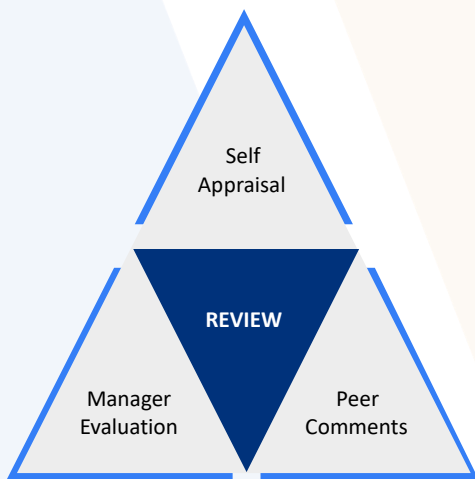 Self
Appraisal
REVIEW
Manager
Evaluation
Peer
Comments